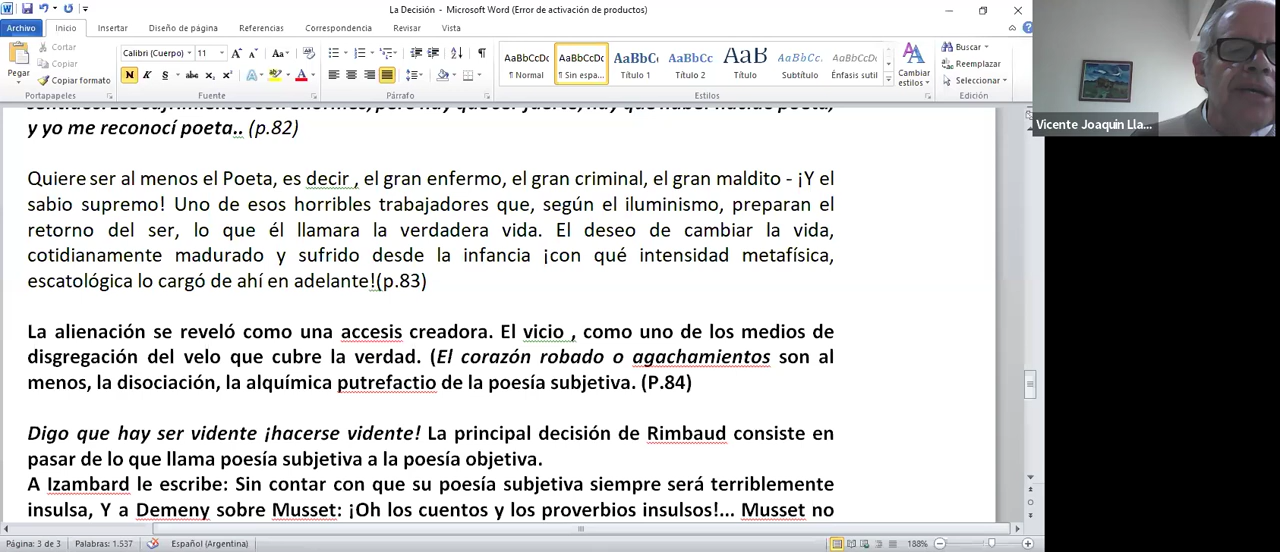 La Decisión - Microsoft Word (Error de activación de productos)
Archivo Inicio Insertar Diseño de página Referencias Correspondencia Revisar Vista
Cortar
Copiar
Copiar formato
Pegar
Calibri (Cuerpo) 11
N K S abc x₂ x² Aa
AaBbCcDc AaBbCcDc AaBbC AaBbCc AaB AaBbCc. AaBbCcDc
¶ Normal ¶ Sin espa... Título 1 Título 2 Título Subtítulo Énfasis sutil
Cambiar estilos
Buscar
Reemplazar
Seleccionar
Portapapeles Fuente Párrafo Estilos Edición
Vicente Joaquin Lla...
y yo me reconocí poeta.. (p.82)
Quiere ser al menos el Poeta, es decir , el gran enfermo, el gran criminal, el gran maldito - ¡Y el
sabio supremo! Uno de esos horribles trabajadores que, según el iluminismo, preparan el
retorno del ser, lo que él llamara la verdadera vida. El deseo de cambiar la vida,
cotidianamente madurado y sufrido desde la infancia ¡con qué intensidad metafísica,
escatológica lo cargó de ahí en adelante!(p.83)
La alienación se reveló como una accesis creadora. El vicio , como uno de los medios de
disgregación del velo que cubre la verdad. (El corazón robado o agachamientos son al
menos, la disociación, la alquímica putrefactio de la poesía subjetiva. (P.84)
Digo que hay ser vidente ¡hacerse vidente! La principal decisión de Rimbaud consiste en
pasar de lo que llama poesía subjetiva a la poesía objetiva.
A Izambard le escribe: Sin contar con que su poesía subjetiva siempre será terriblemente
insulsa, Y a Demeny sobre Musset: ¡Oh los cuentos y los proverbios insulsos!... Musset no
Página: 3 de 3 Palabras: 1.537 Español (Argentina) 188%